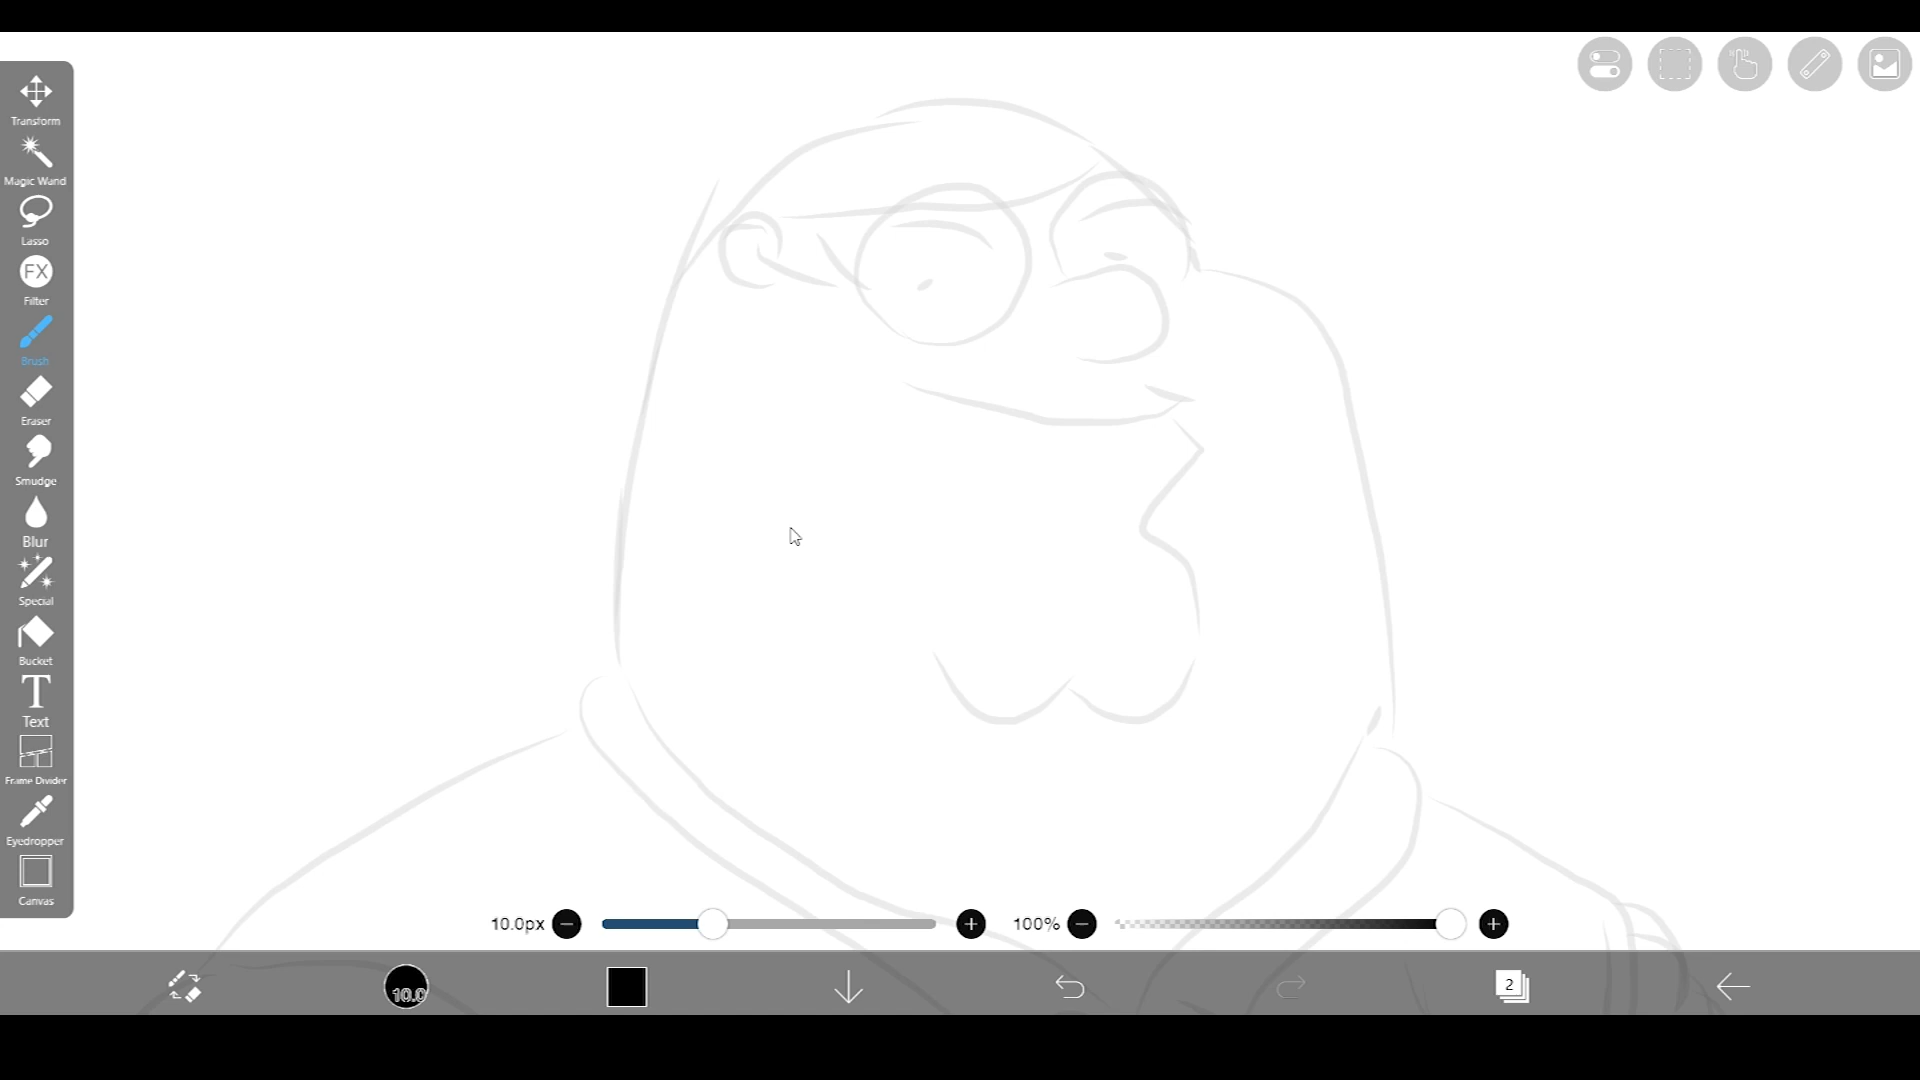 Transform
Magic Wand
Lasso
FX
Filter
Brush
Eraser
Smudge
Blur
Special
Bucket
T
Text
Frame Divider
Eyedropper
Canvas
10.0px
100%
10.0
2